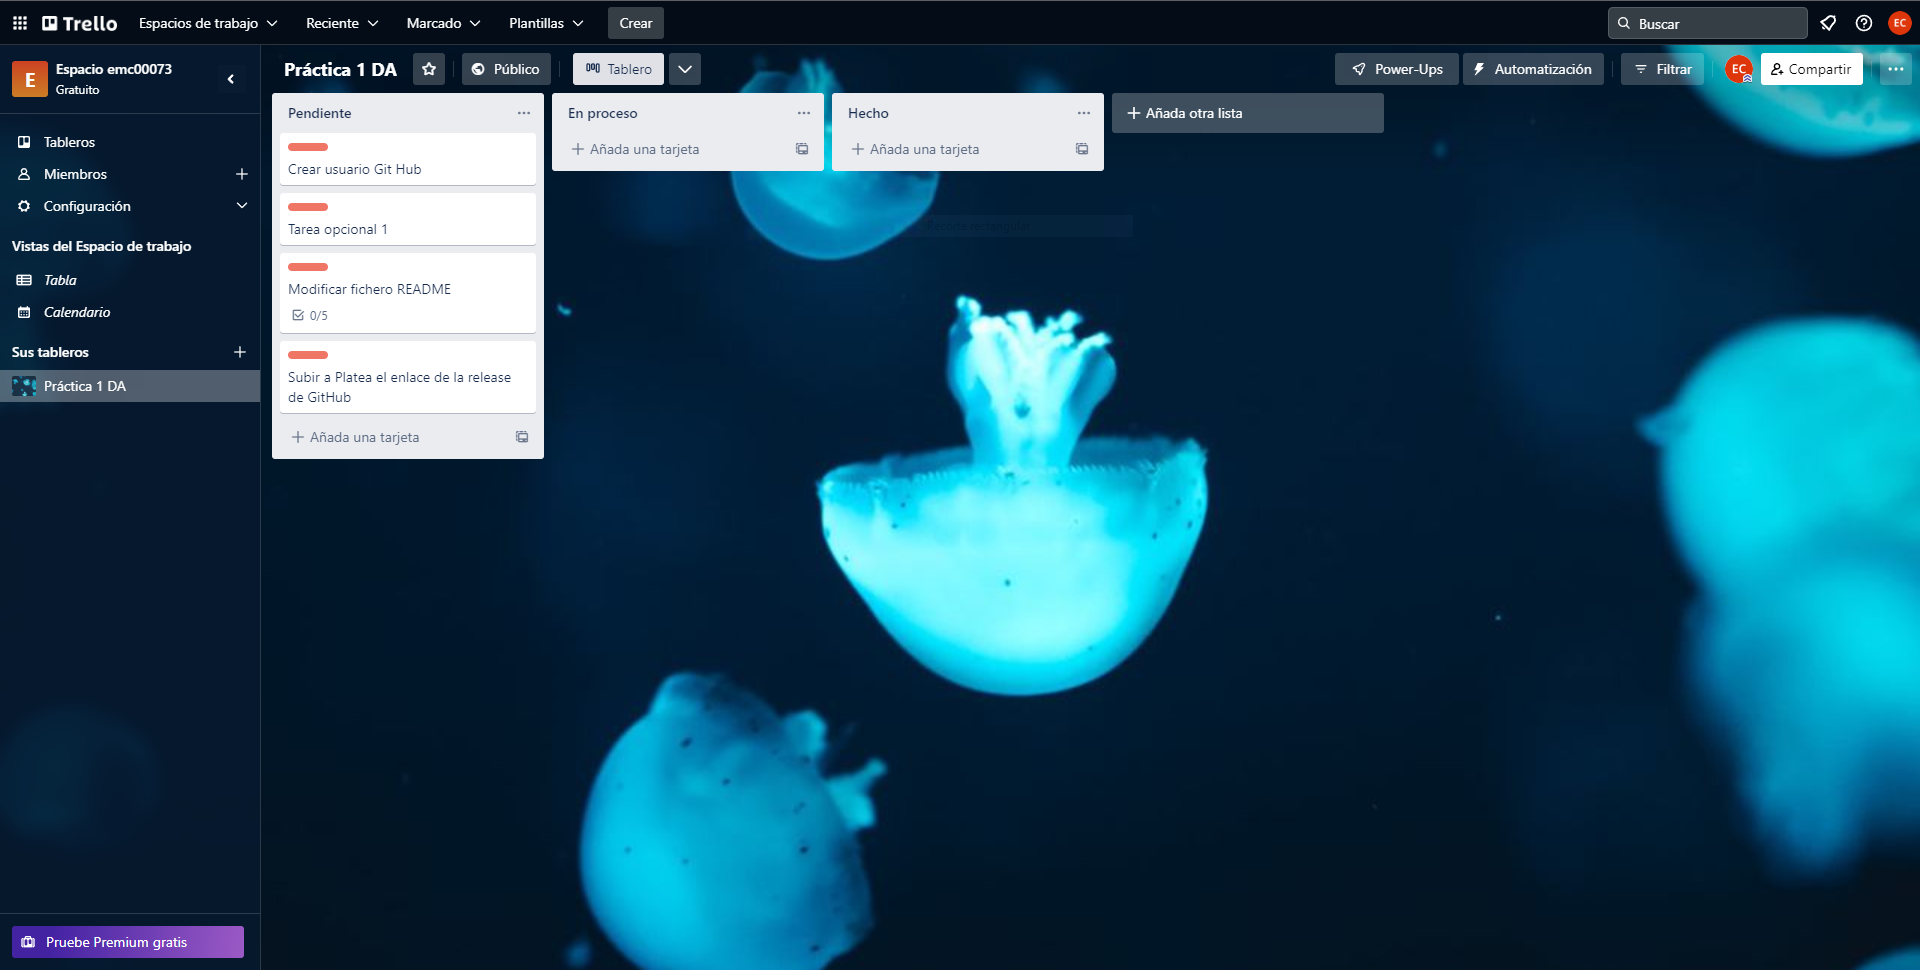 Trello Espacios de trabajo Reciente Marcado Plantillas Crear Buscar EC
E Espacio emc00073
Gratuito
Práctica 1 DA Público Tablero Power-Ups Automatización Filtrar EC Compartir
Tableros
Miembros
Configuración
Vistas del Espacio de trabajo
Tabla
Calendario
Sus tableros
Práctica 1 DA
Pruebe Premium gratis
Pendiente
Crear usuario Git Hub
Tarea opcional 1
Modificar fichero README
0/5
Subir a Platea el enlace de la release
de GitHub
Añada una tarjeta
En proceso
Añada una tarjeta
Hecho
Añada una tarjeta
Añada otra lista